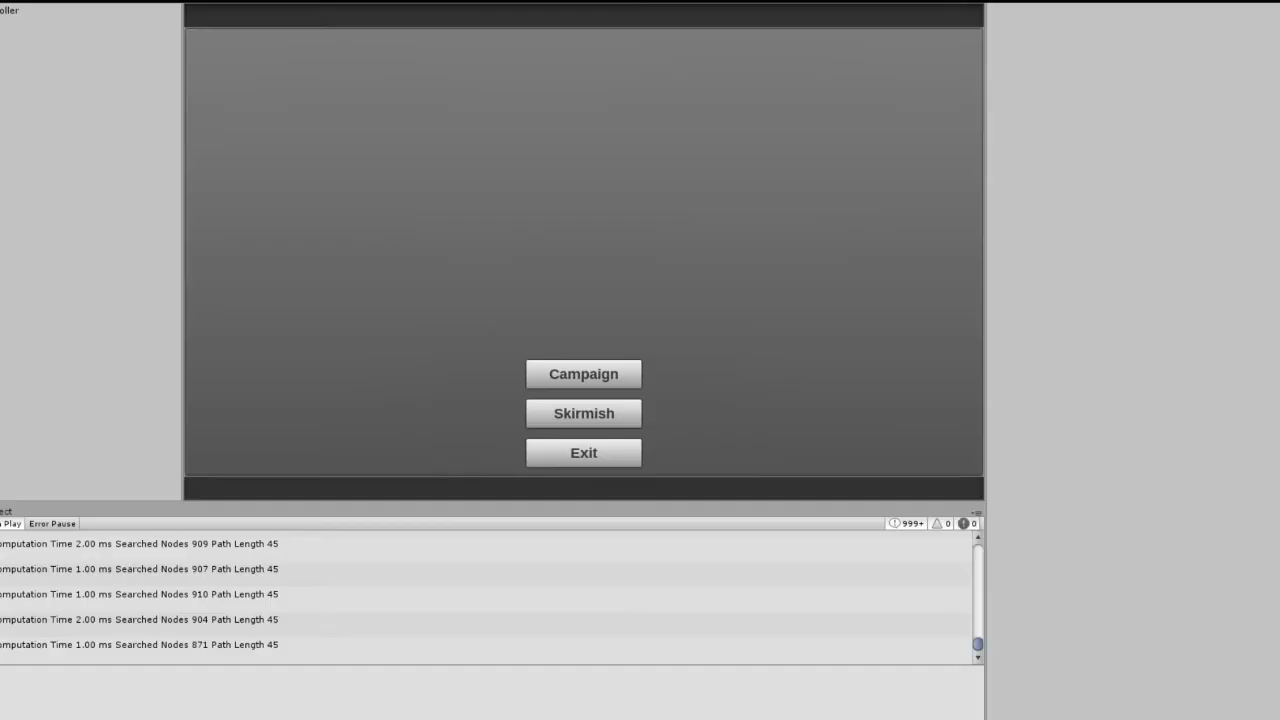 oller
Campaign
Skirmish
Exit
ect
Play Error Pause 999+ 0 0
omputation Time 2.00 ms Searched Nodes 909 Path Length 45
omputation Time 1.00 ms Searched Nodes 907 Path Length 45
omputation Time 1.00 ms Searched Nodes 910 Path Length 45
omputation Time 2.00 ms Searched Nodes 904 Path Length 45
omputation Time 1.00 ms Searched Nodes 871 Path Length 45